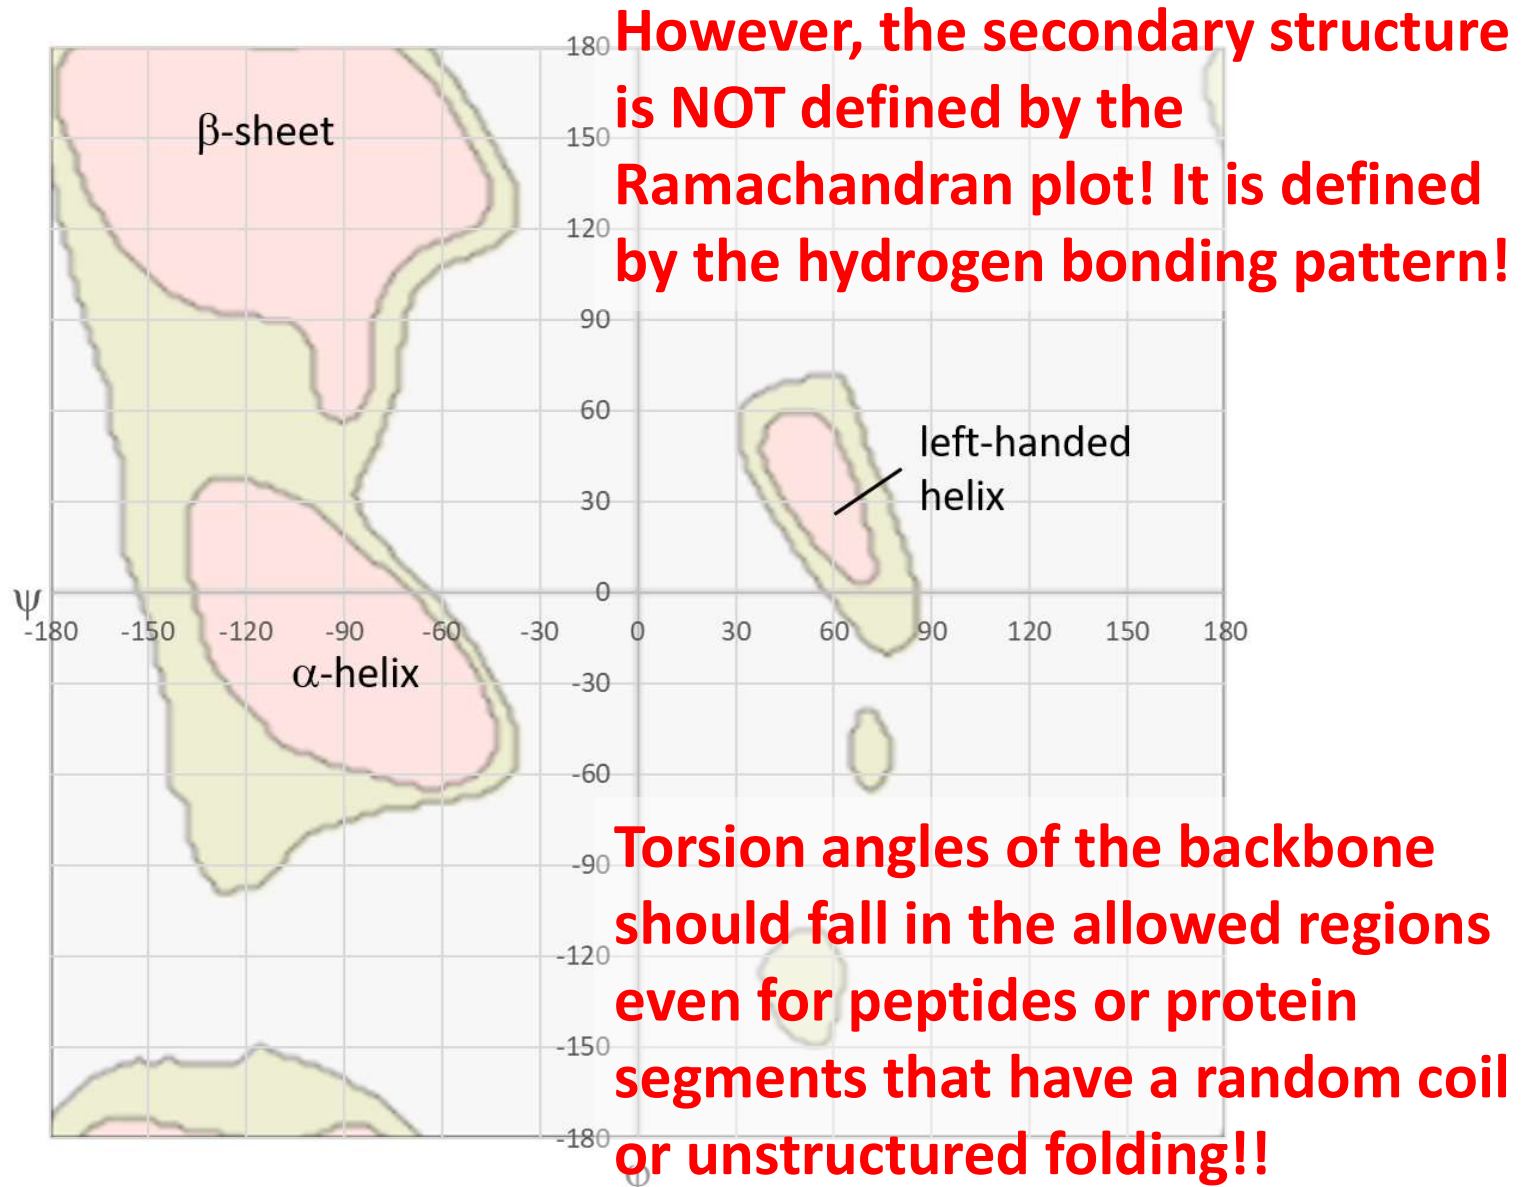 However, the secondary structure
is NOT defined by the
Ramachandran plot! It is defined
by the hydrogen bonding pattern!
180
β-sheet
150
120
90
60
left-handed
helix
30
ψ
0
-180 -150 -120 -90 -60 -30 0 30 60 90 120 150 180
α-helix
-30
-60
-90
Torsion angles of the backbone
should fall in the allowed regions
-120
even for peptides or protein
-150
segments that have a random coil
-180
or unstructured folding!!
φ